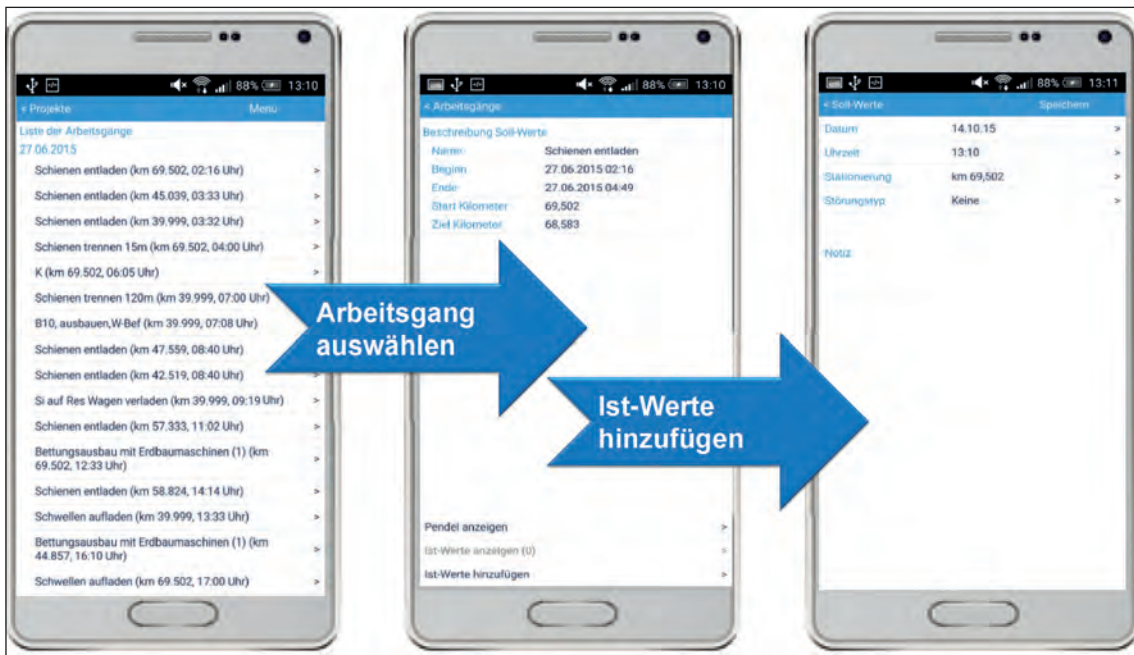 88% 13:10
< Projekte Menü
Liste der Arbeitsgänge
27.06.2015
Schienen entladen (km 69.502, 02:16 Uhr) >
Schienen entladen (km 45.039, 03:33 Uhr) >
Schienen entladen (km 39.999, 03:32 Uhr) >
Schienen trennen 15m (km 69.502, 04:00 Uhr) >
K (km 69.502, 06:05 Uhr) >
Schienen trennen 120m (km 39.999, 07:00 Uhr)
B10, ausbauen,W-Bef (km 39.999, 07:08 Uhr)
Schienen entladen (km 47.559, 08:40 Uhr)
Schienen entladen (km 42.519, 08:40 Uhr) >
Si auf Res Wagen verladen (km 39.999, 09:19 Uhr) >
Schienen entladen (km 57.333, 11:02 Uhr) >
Bettungsausbau mit Erdbaumaschinen (1) (km
69.502, 12:33 Uhr) >
Schienen entladen (km 58.824, 14:14 Uhr) >
Schwellen aufladen (km 39.999, 13:33 Uhr) >
Bettungsausbau mit Erdbaumaschinen (1) (km
44.857, 16:10 Uhr) >
Schwellen aufladen (km 69.502, 17:00 Uhr) >
Arbeitsgang
auswählen
88% 13:10
< Arbeitsgänge
Beschreibung Soll-Werte
Name Schienen entladen
Beginn 27.06.2015 02:16
Ende 27.06.2015 04:49
Start Kilometer 69,502
Ziel Kilometer 68,583
Pendel anzeigen >
Ist-Werte anzeigen (0) >
Ist-Werte hinzufügen >
Ist-Werte
hinzufügen
88% 13:11
< Soll-Werte Speichern
Datum 14.10.15 >
Uhrzeit 13:10 >
Stationierung km 69,502 >
Störungstyp Keine >
Notiz